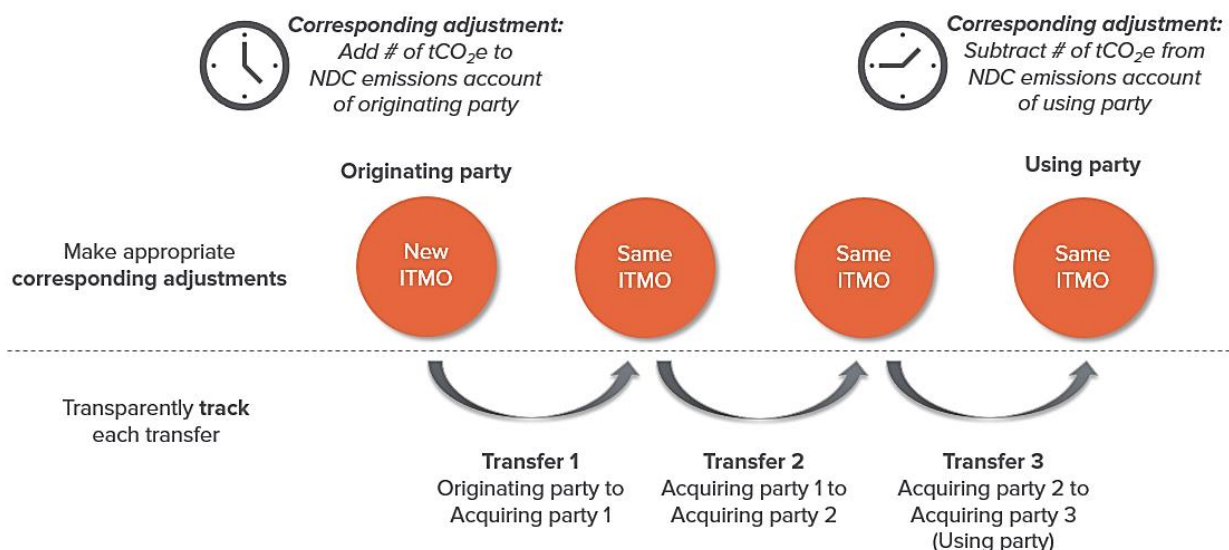 Corresponding adjustment:
Add # of tCO₂e to
NDC emissions account
of originating party
Corresponding adjustment:
Subtract # of tCO₂e from
NDC emissions account
of using party
Originating party
Using party
Make appropriate
corresponding adjustments
New
ITMO
Same
ITMO
Same
ITMO
Same
ITMO
Transparently track
each transfer
Transfer 1
Originating party to
Acquiring party 1
Transfer 2
Acquiring party 1 to
Acquiring party 2
Transfer 3
Acquiring party 2 to
Acquiring party 3
(Using party)